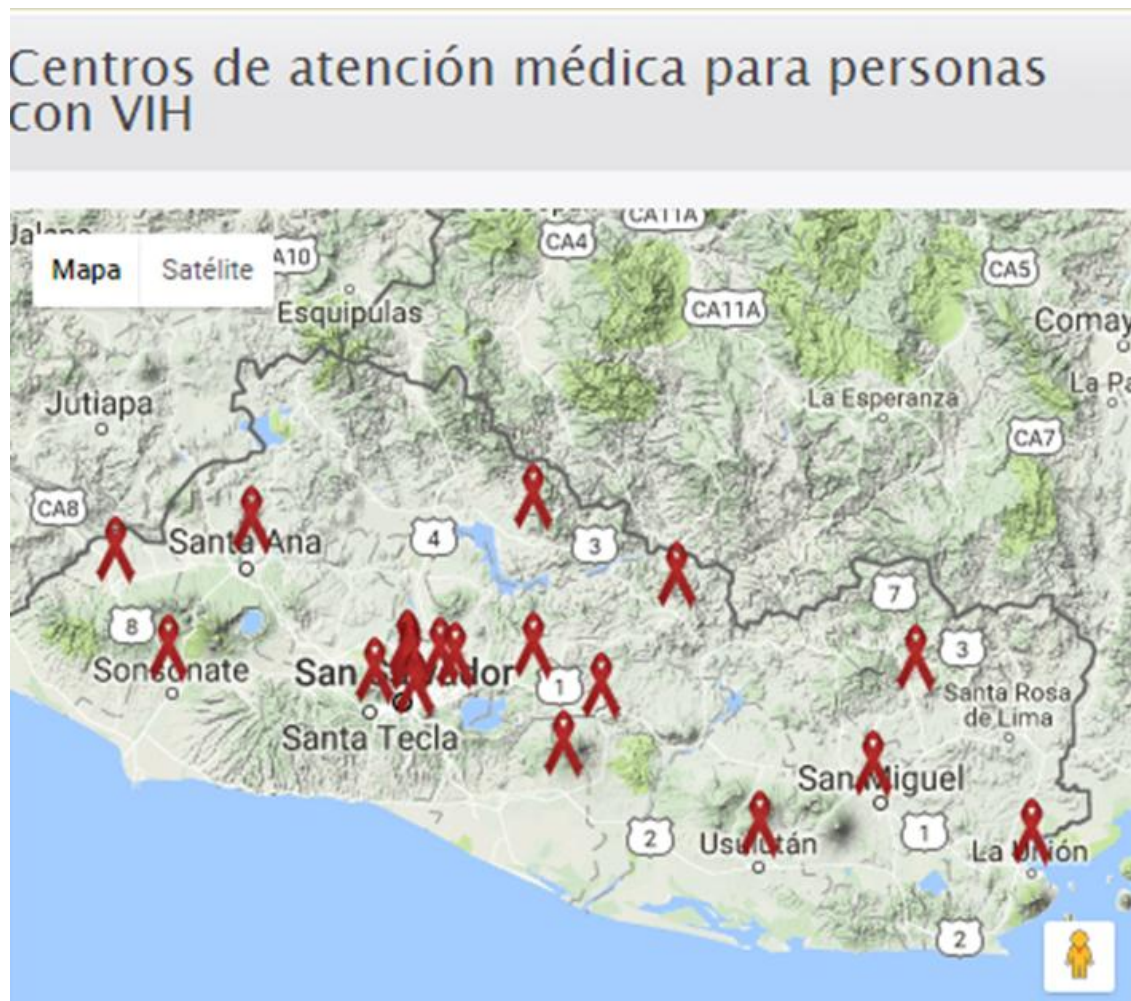 Centros de atención médica para personas
con VIH
CA11A
Mapa Satélite
A10
CA4
CA5
Esquipulas
CA11A
Comay
La Pa
Jutiapa
La Esperanza
CA7
CA8
Santa Ana
4
3
7
8
Sonsonate
San Salvador
1
3
Santa Rosa
de Lima
Santa Tecla
San Miguel
2
Usulután
1
La Unión
2